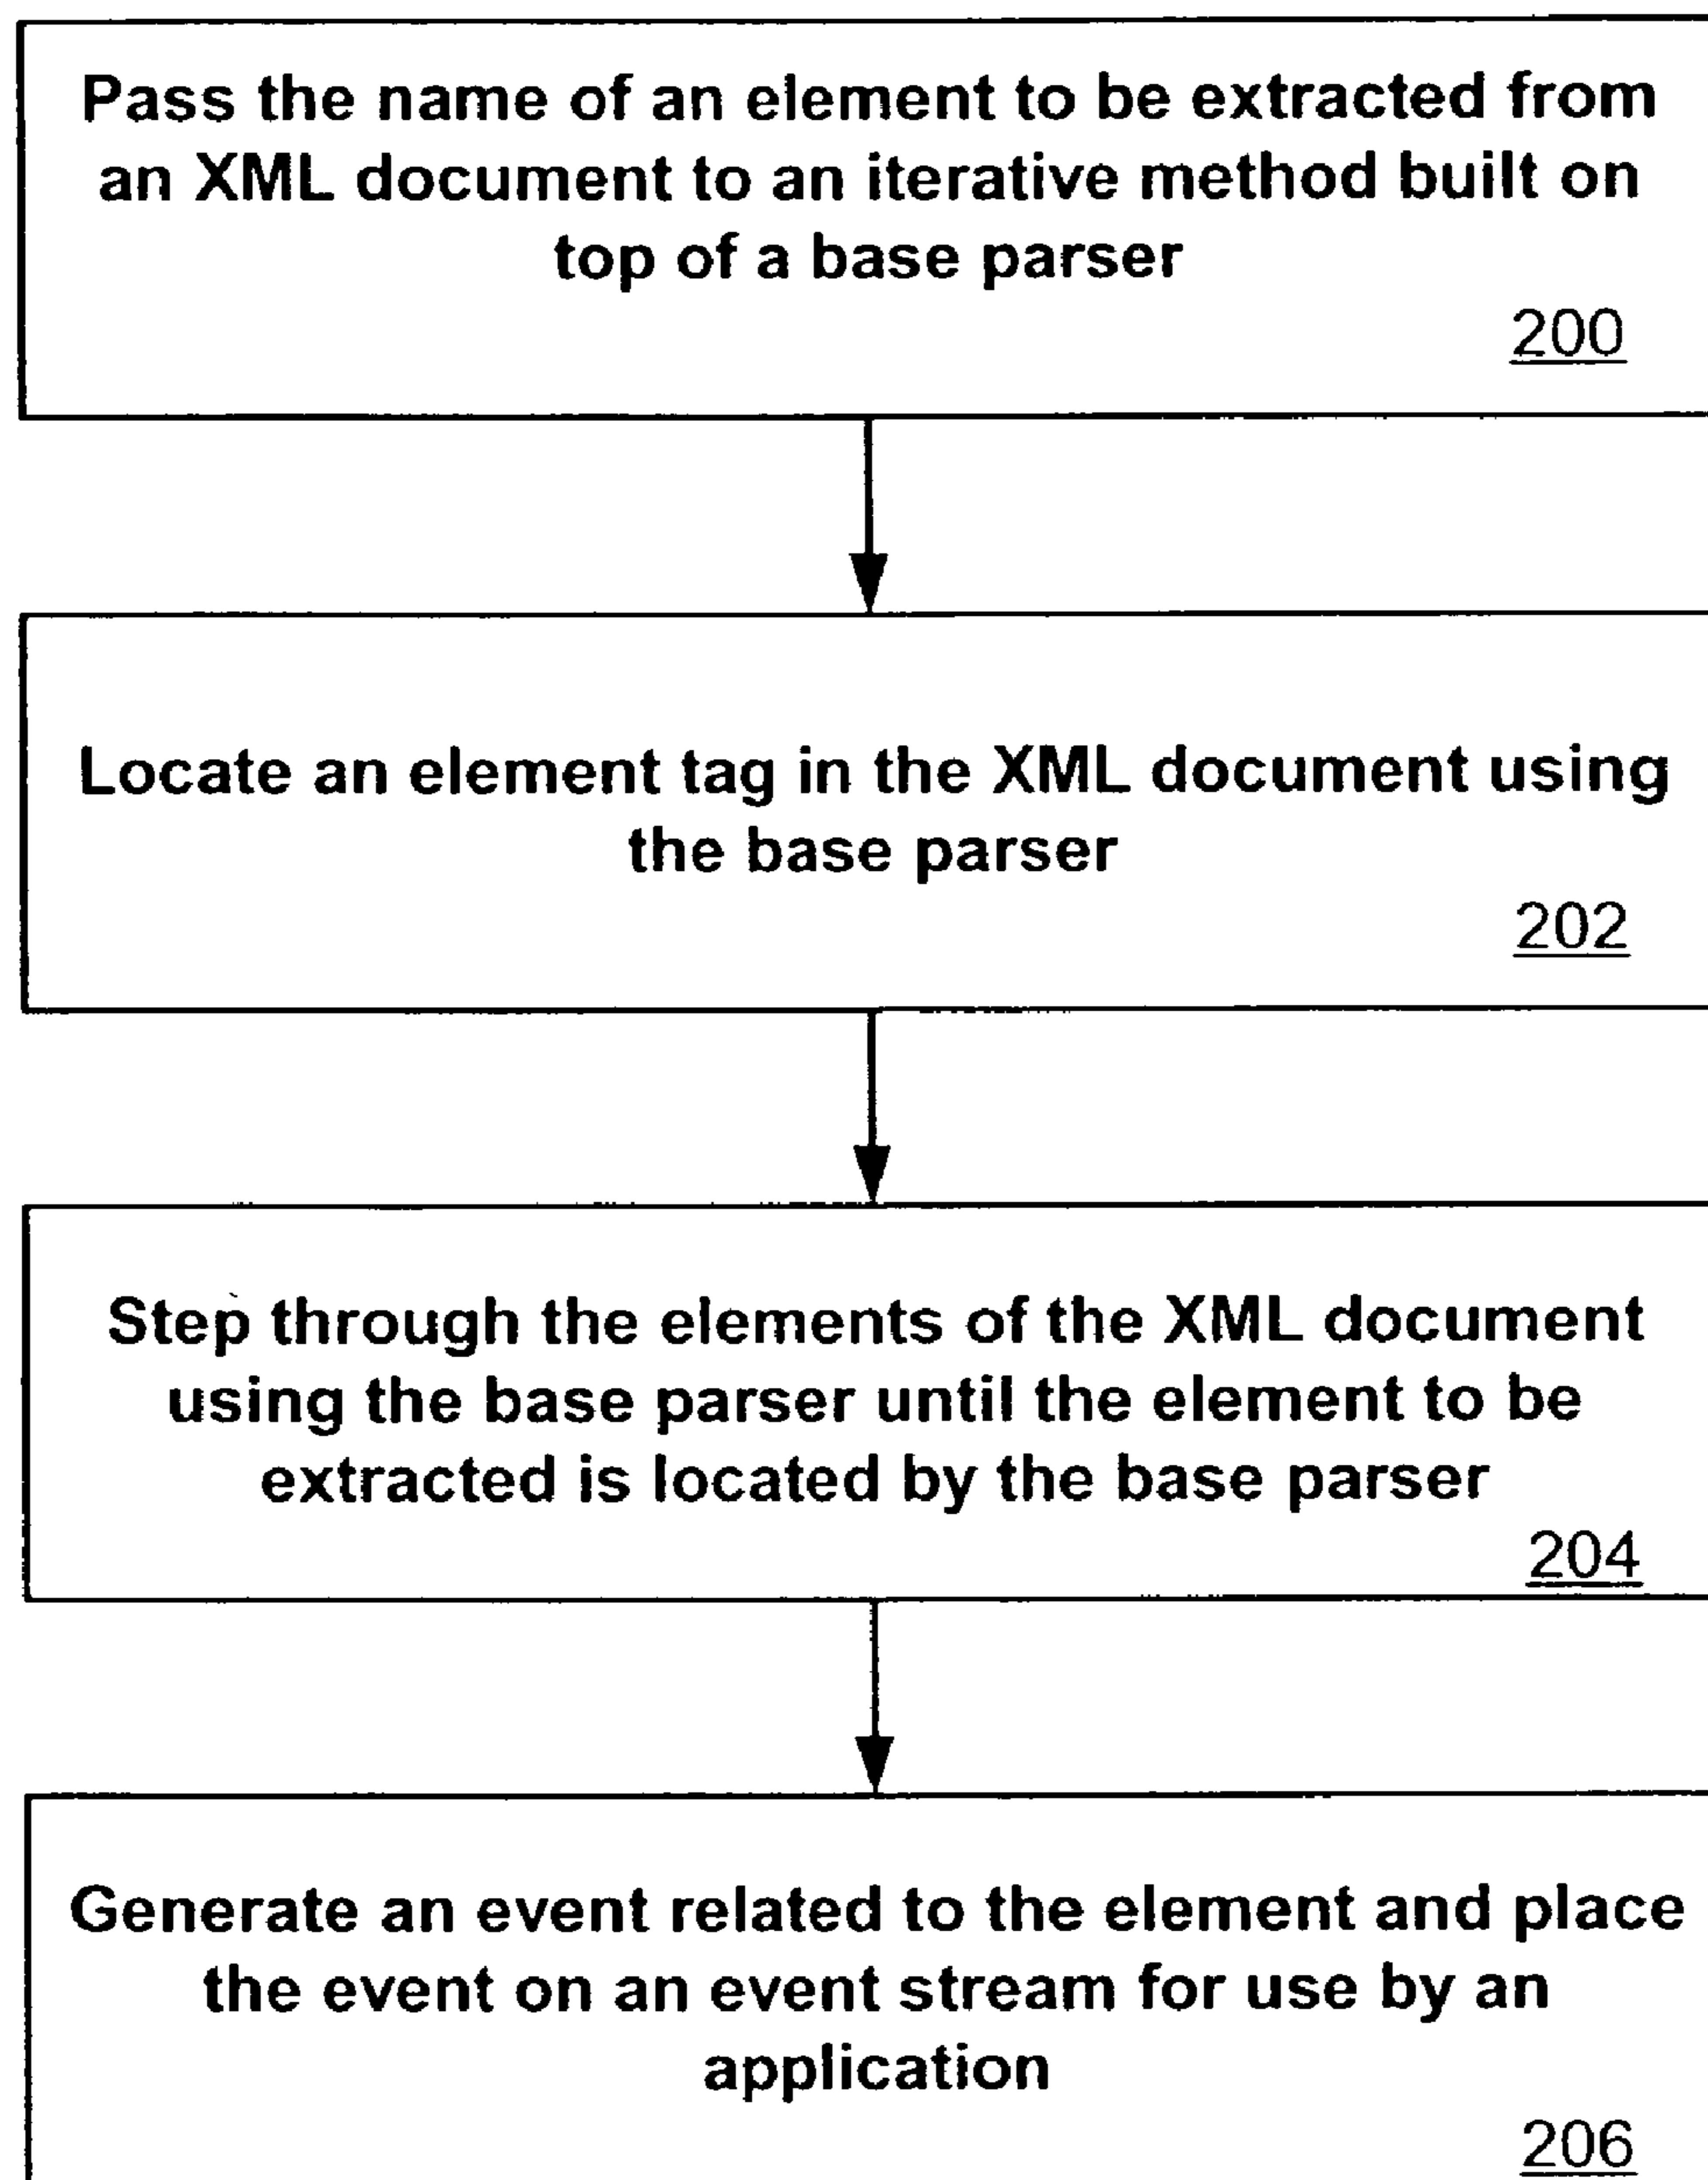 Pass the name of an element to be extracted from
an XML document to an iterative method built on
top of a base parser
200
Locate an element tag in the XML document using
the base parser
202
Step through the elements of the XML document
using the base parser until the element to be
extracted is located by the base parser
204
Generate an event related to the element and place
the event on an event stream for use by an
application
206